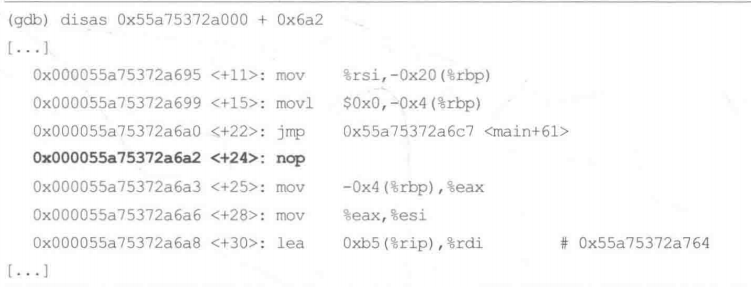 (gdb) disas 0x55a75372a000 + 0x6a2
[...]
0x000055a75372a695 <+11>: mov %rsi,-0x20(%rbp)
0x000055a75372a699 <+15>: movl $0x0,-0x4(%rbp)
0x000055a75372a6a0 <+22>: jmp 0x55a75372a6c7 <main+61>
0x000055a75372a6a2 <+24>: nop
0x000055a75372a6a3 <+25>: mov -0x4(%rbp),%eax
0x000055a75372a6a6 <+28>: mov %eax,%esi
0x000055a75372a6a8 <+30>: lea 0xb5(%rip),%rdi # 0x55a75372a764
[...]